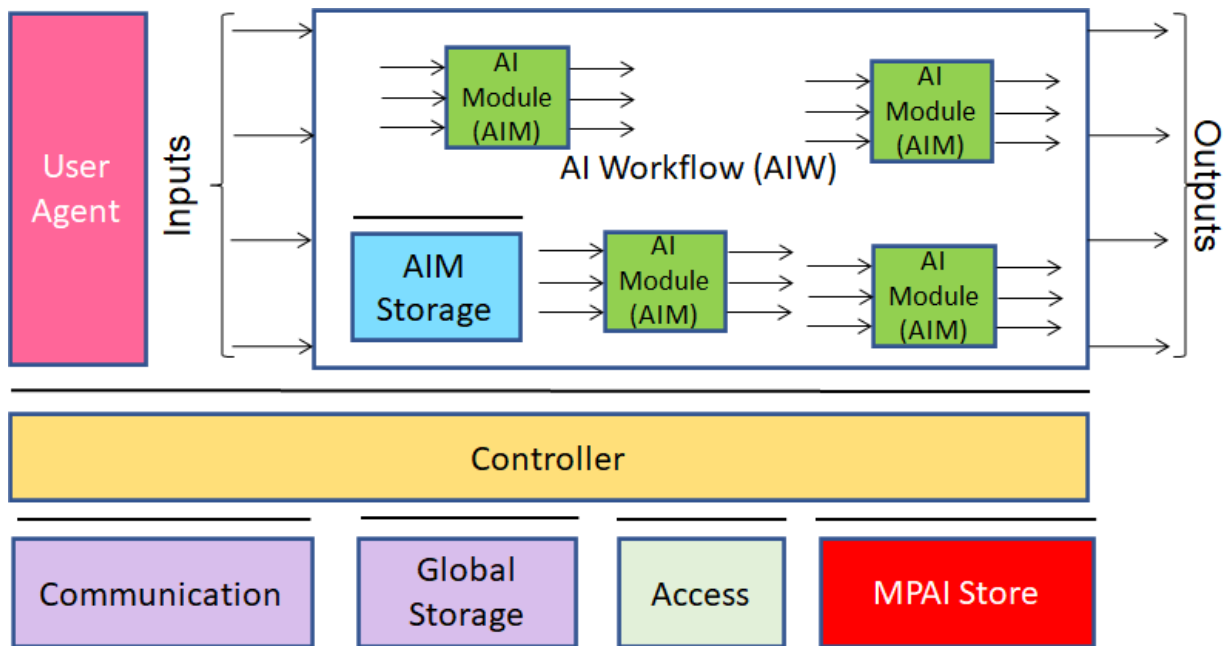 User
Agent
Inputs
AI
Module
(AIM)
AI
Module
(AIM)
AI Workflow (AIW)
AIM
Storage
AI
Module
(AIM)
AI
Module
(AIM)
Outputs
Controller
Communication
Global
Storage
Access
MPAI Store